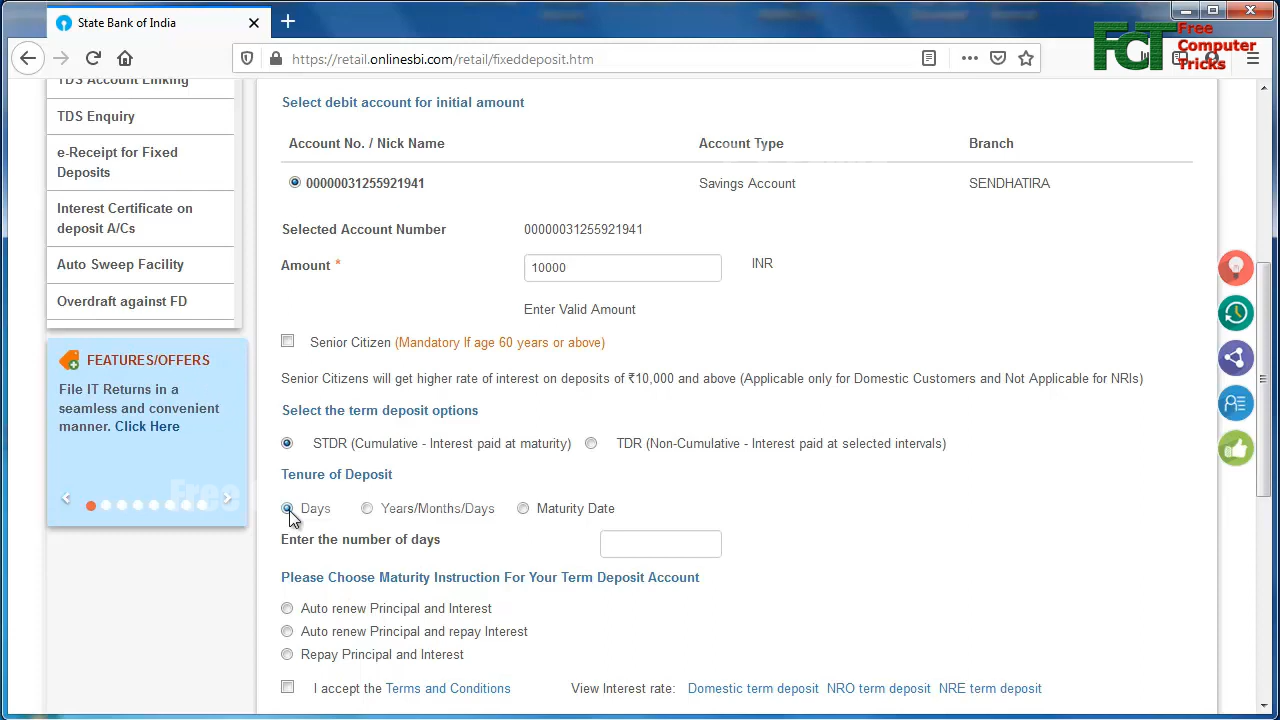 State Bank of India
Free
Computer
Tricks
FCT
https://retail.onlinesbi.com/retail/fixeddeposit.htm
TDS Account Linking
TDS Enquiry
e-Receipt for Fixed
Deposits
Interest Certificate on
deposit A/Cs
Auto Sweep Facility
Overdraft against FD
FEATURES/OFFERS
File IT Returns in a
seamless and convenient
manner. Click Here
Free
Select debit account for initial amount
Account No. / Nick Name Account Type Branch
00000031255921941 Savings Account SENDHATIRA
Selected Account Number 00000031255921941
Amount * 10000 INR
Enter Valid Amount
Senior Citizen (Mandatory If age 60 years or above)
Senior Citizens will get higher rate of interest on deposits of ₹10,000 and above (Applicable only for Domestic Customers and Not Applicable for NRIs)
Select the term deposit options
STDR (Cumulative - Interest paid at maturity) TDR (Non-Cumulative - Interest paid at selected intervals)
Tenure of Deposit
Days Years/Months/Days Maturity Date
Enter the number of days
Please Choose Maturity Instruction For Your Term Deposit Account
Auto renew Principal and Interest
Auto renew Principal and repay Interest
Repay Principal and Interest
I accept the Terms and Conditions View Interest rate: Domestic term deposit NRO term deposit NRE term deposit